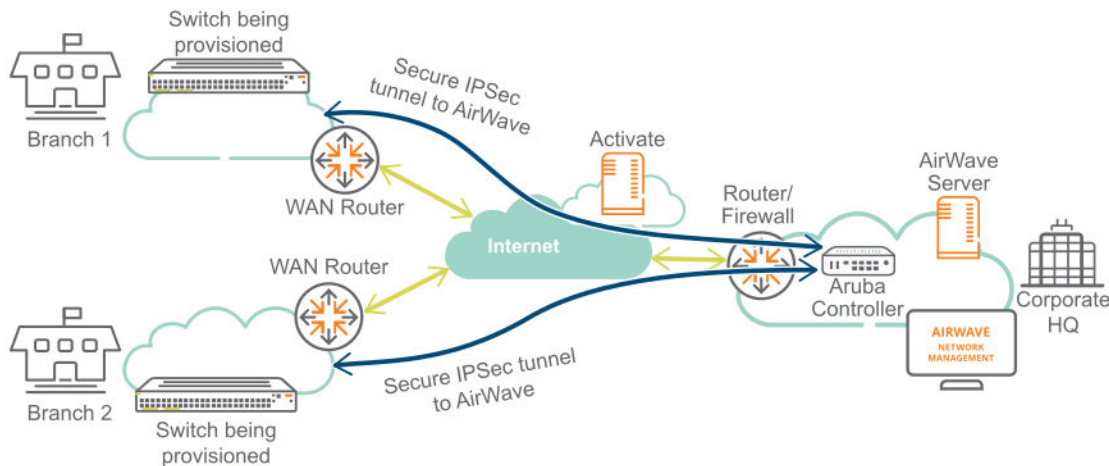 Switch being
provisioned
Branch 1
WAN Router
Secure IPSec
tunnel to AirWave
Activate
Internet
Router/
Firewall
AirWave
Server
Aruba
Controller
Corporate
HQ
AIRWAVE
NETWORK
MANAGEMENT
WAN Router
Branch 2
Secure IPSec tunnel
to AirWave
Switch being
provisioned